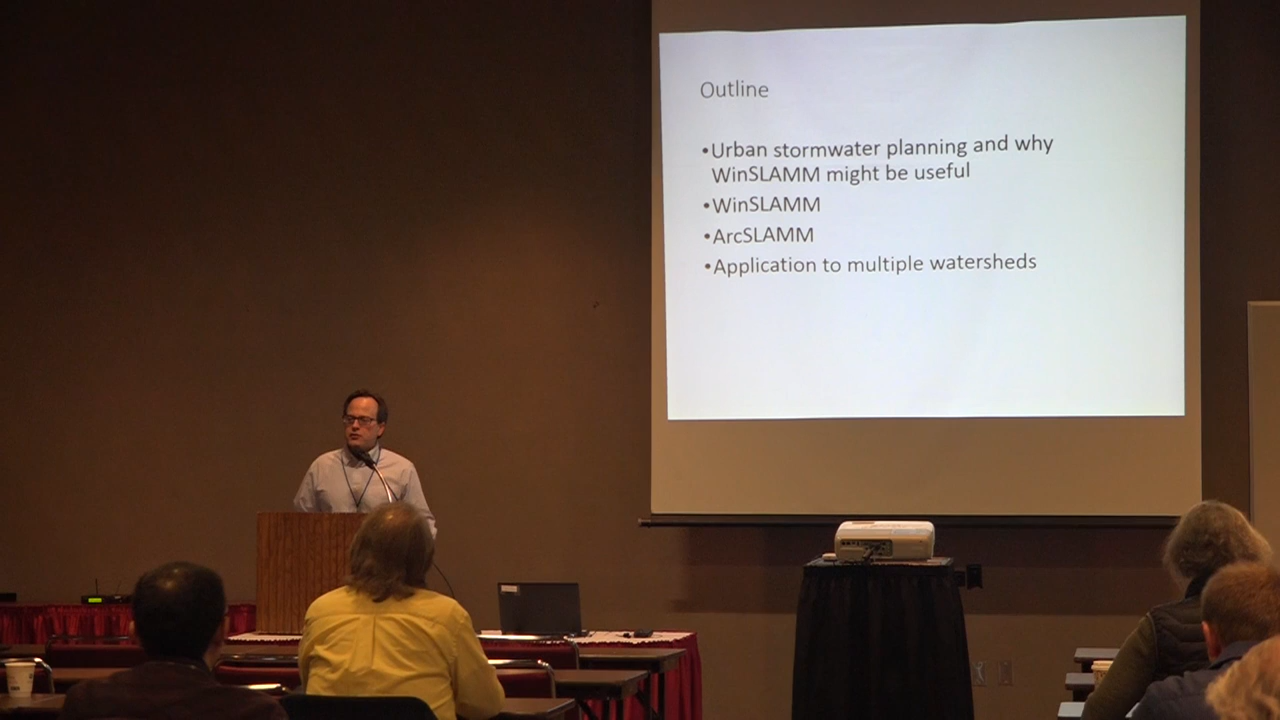 Outline
•Urban stormwater planning and why
WinSLAMM might be useful
•WinSLAMM
•ArcSLAMM
•Application to multiple watersheds